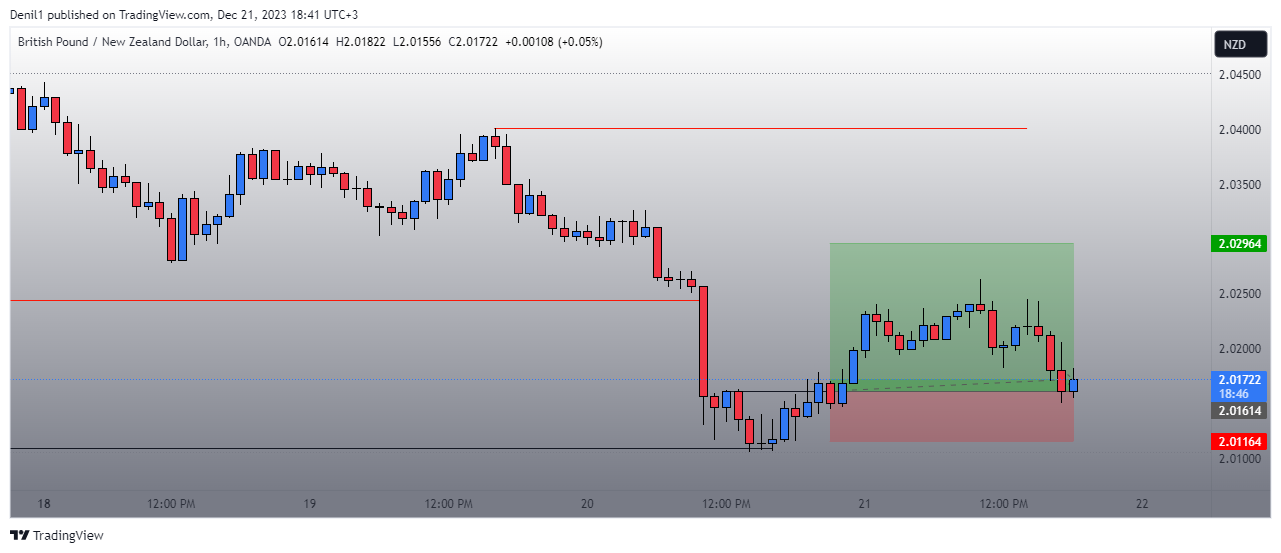 Denil1 published on TradingView.com, Dec 21, 2023 18:41 UTC+3
British Pound / New Zealand Dollar, 1h, OANDA O2.01614 H2.01822 L2.01556 C2.01722 +0.00108 (+0.05%)
NZD
2.04500
2.04000
2.03500
2.02964
2.02500
2.02000
2.01722
18:46
2.01614
2.01164
2.01000
18 12:00 PM 19 12:00 PM 20 12:00 PM 21 12:00 PM 22
TradingView